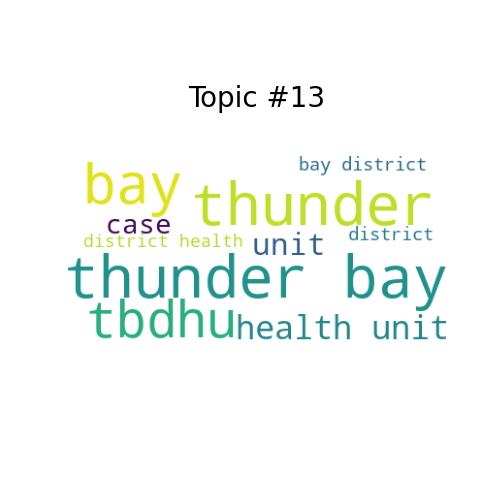 Topic #13
bay district
bay thunder
case district
district health unit
thunder bay
tbdhu health unit